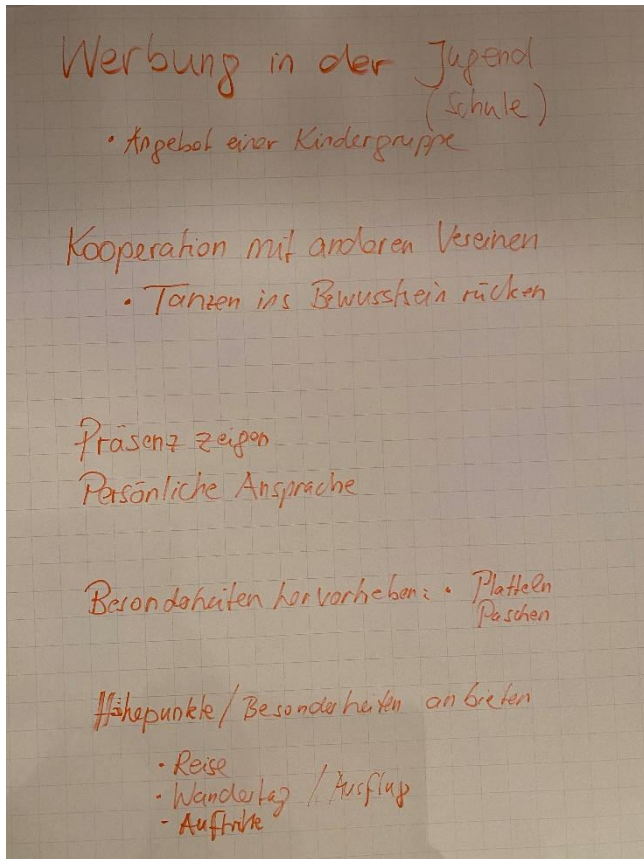 Werbung in der Jugend
(Schule)
• Angebot einer Kindergruppe
Kooperation mit anderen Vereinen
• Tanzen ins Bewusstsein rücken
Präsenz zeigen
Persönliche Ansprache
Besonderheiten hervorheben: • Platteln
Paschen
Höhepunkte / Besonderheiten anbieten
• Reise
• Wandertag / Ausflug
- Auftritte